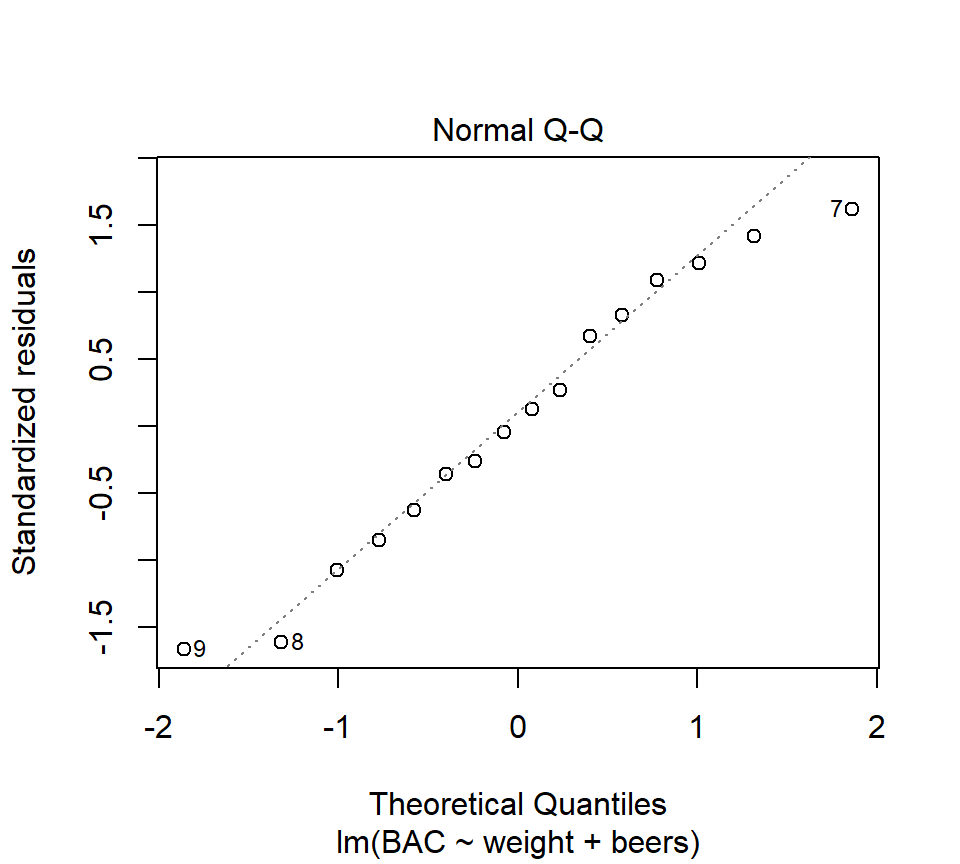 Normal Q-Q
Standardized residuals
1.5
0.5
-0.5
-1.5
7
9
8
-2 -1 0 1 2
Theoretical Quantiles
lm(BAC ~ weight + beers)